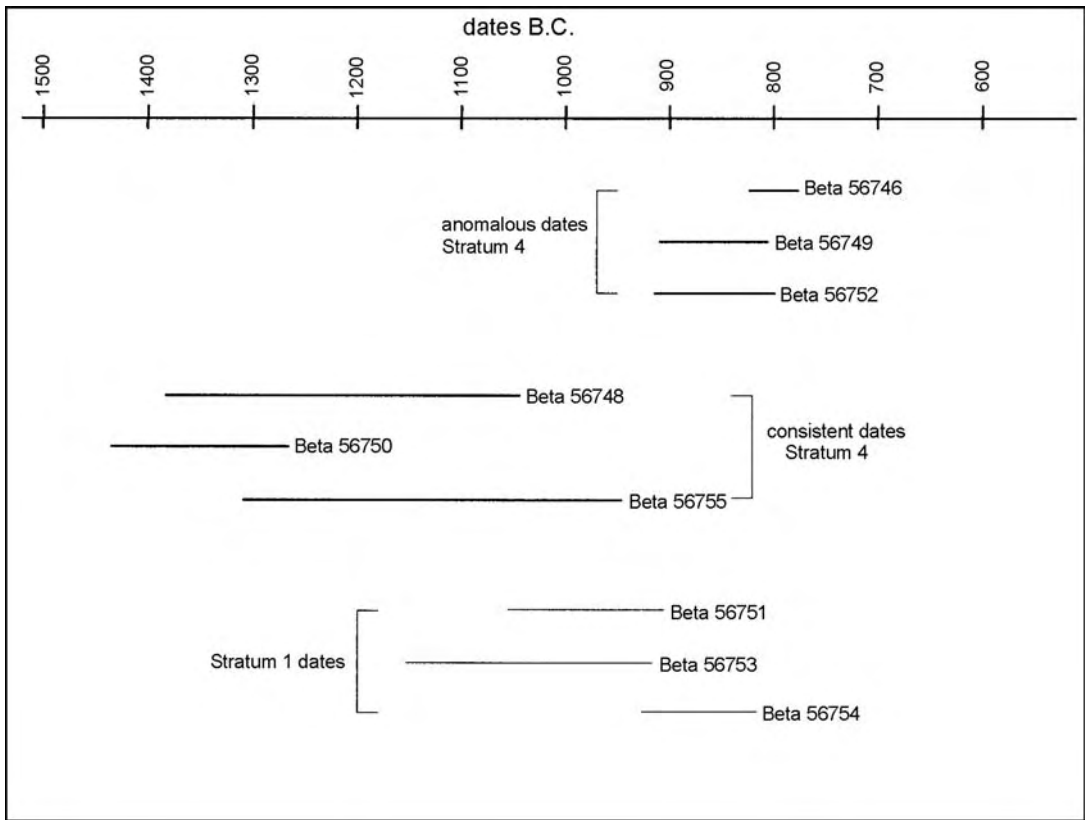 dates B.C.
1500 1400 1300 1200 1100 1000 900 800 700 600
Beta 56746
anomalous dates
Stratum 4
Beta 56749
Beta 56752
Beta 56748
consistent dates
Stratum 4
Beta 56750
Beta 56755
Beta 56751
Stratum 1 dates
Beta 56753
Beta 56754